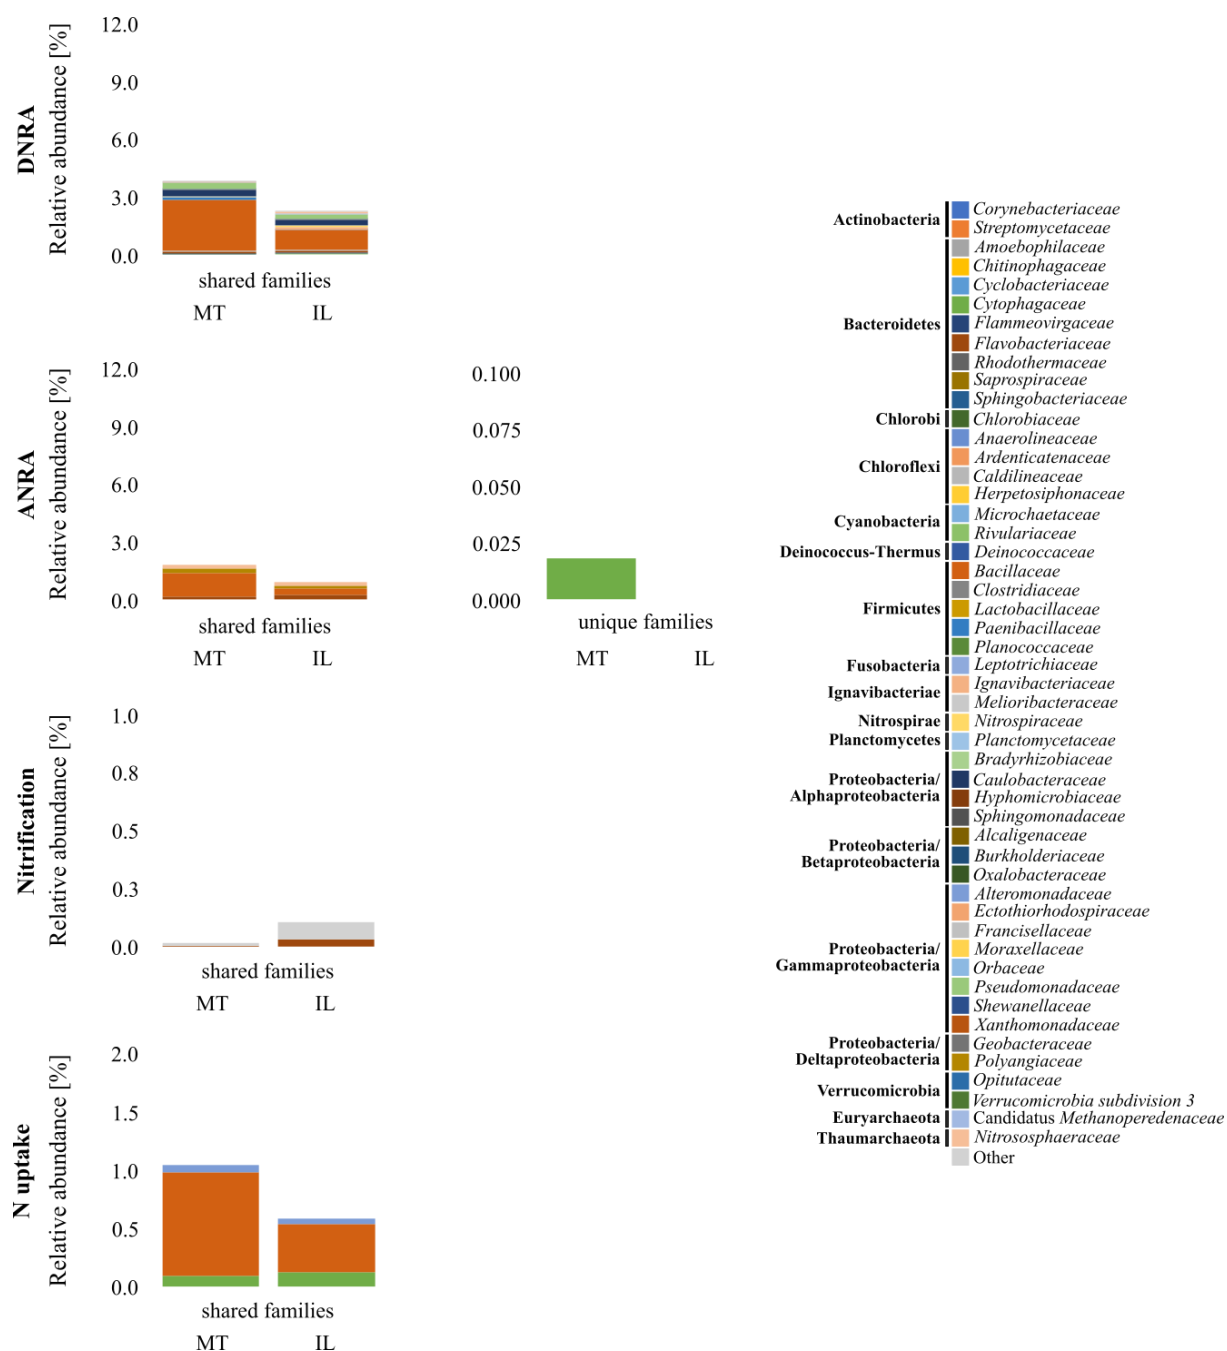 DNRA
Relative abundance [%]
12.0
9.0
6.0
3.0
0.0
shared families
MT IL
ANRA
Relative abundance [%]
12.0
9.0
6.0
3.0
0.0
shared families
MT IL
0.100
0.075
0.050
0.025
0.000
unique families
MT IL
Nitrification
Relative abundance [%]
1.0
0.8
0.5
0.3
0.0
shared families
MT IL
N uptake
Relative abundance [%]
2.0
1.5
1.0
0.5
0.0
shared families
MT IL
Actinobacteria
Corynebacteriaceae
Streptomycetaceae
Bacteroidetes
Amoebophilaceae
Chitinophagaceae
Cyclobacteriaceae
Cytophagaceae
Flammeovirgaceae
Flavobacteriaceae
Rhodothermaceae
Saprospiraceae
Sphingobacteriaceae
Chlorobi
Chlorobiaceae
Chloroflexi
Anaerolineaceae
Ardenticatenaceae
Caldilineaceae
Herpetosiphonaceae
Cyanobacteria
Microchaetaceae
Rivulariaceae
Deinococcus-Thermus
Deinococcaceae
Firmicutes
Bacillaceae
Clostridiaceae
Lactobacillaceae
Paenibacillaceae
Planococcaceae
Fusobacteria
Leptotrichiaceae
Ignavibacteriae
Ignavibacteriaceae
Melioribacteraceae
Nitrospirae
Nitrospiraceae
Planctomycetes
Planctomycetaceae
Proteobacteria/
Alphaproteobacteria
Bradyrhizobiaceae
Caulobacteraceae
Hyphomicrobiaceae
Sphingomonadaceae
Proteobacteria/
Betaproteobacteria
Alcaligenaceae
Burkholderiaceae
Oxalobacteraceae
Proteobacteria/
Gammaproteobacteria
Alteromonadaceae
Ectothiorhodospiraceae
Francisellaceae
Moraxellaceae
Orbaceae
Pseudomonadaceae
Shewanellaceae
Xanthomonadaceae
Proteobacteria/
Deltaproteobacteria
Geobacteraceae
Polyangiaceae
Verrucomicrobia
Opitutaceae
Verrucomicrobia subdivision 3
Euryarchaeota
Candidatus Methanoperedenaceae
Thaumarchaeota
Nitrososphaeraceae
Other